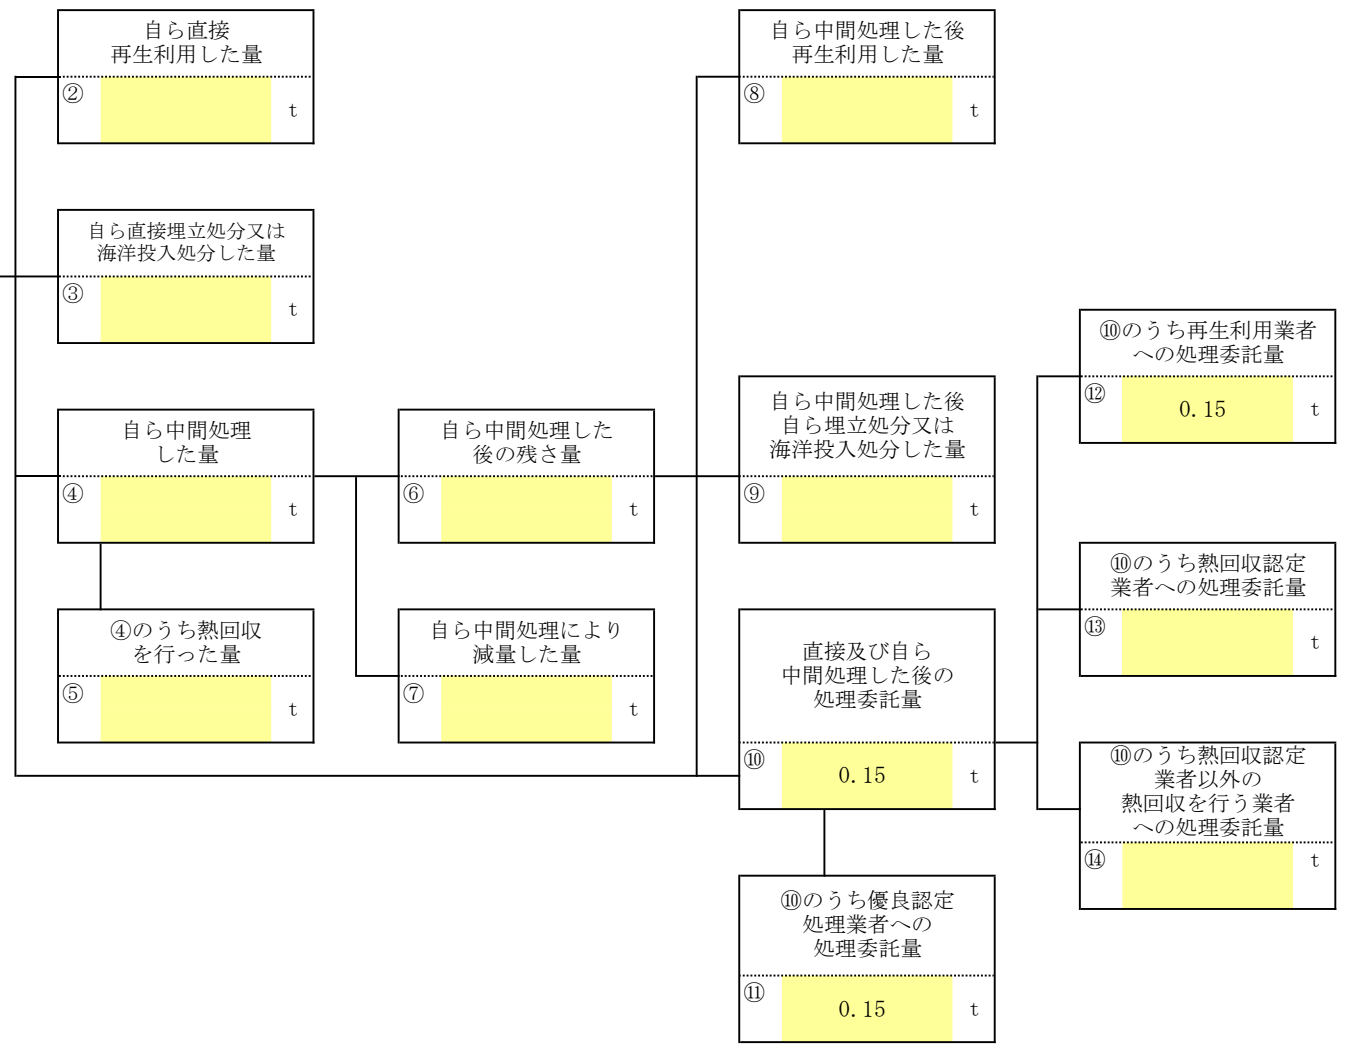 自ら直接
再生利用した量
②
t
自ら中間処理した後
再生利用した量
⑧
t
自ら直接埋立処分又は
海洋投入処分した量
③
t
⑩のうち再生利用業者
への処理委託量
⑫
0.15 t
自ら中間処理
した量
④
t
自ら中間処理した
後の残さ量
⑥
t
自ら中間処理した後
自ら埋立処分又は
海洋投入処分した量
⑨
t
⑩のうち熱回収認定
業者への処理委託量
⑬
t
④のうち熱回収
を行った量
⑤
t
自ら中間処理により
減量した量
⑦
t
直接及び自ら
中間処理した後の
処理委託量
⑩
0.15 t
⑩のうち熱回収認定
業者以外の
熱回収を行う業者
への処理委託量
⑭
t
⑩のうち優良認定
処理業者への
処理委託量
⑪
0.15 t